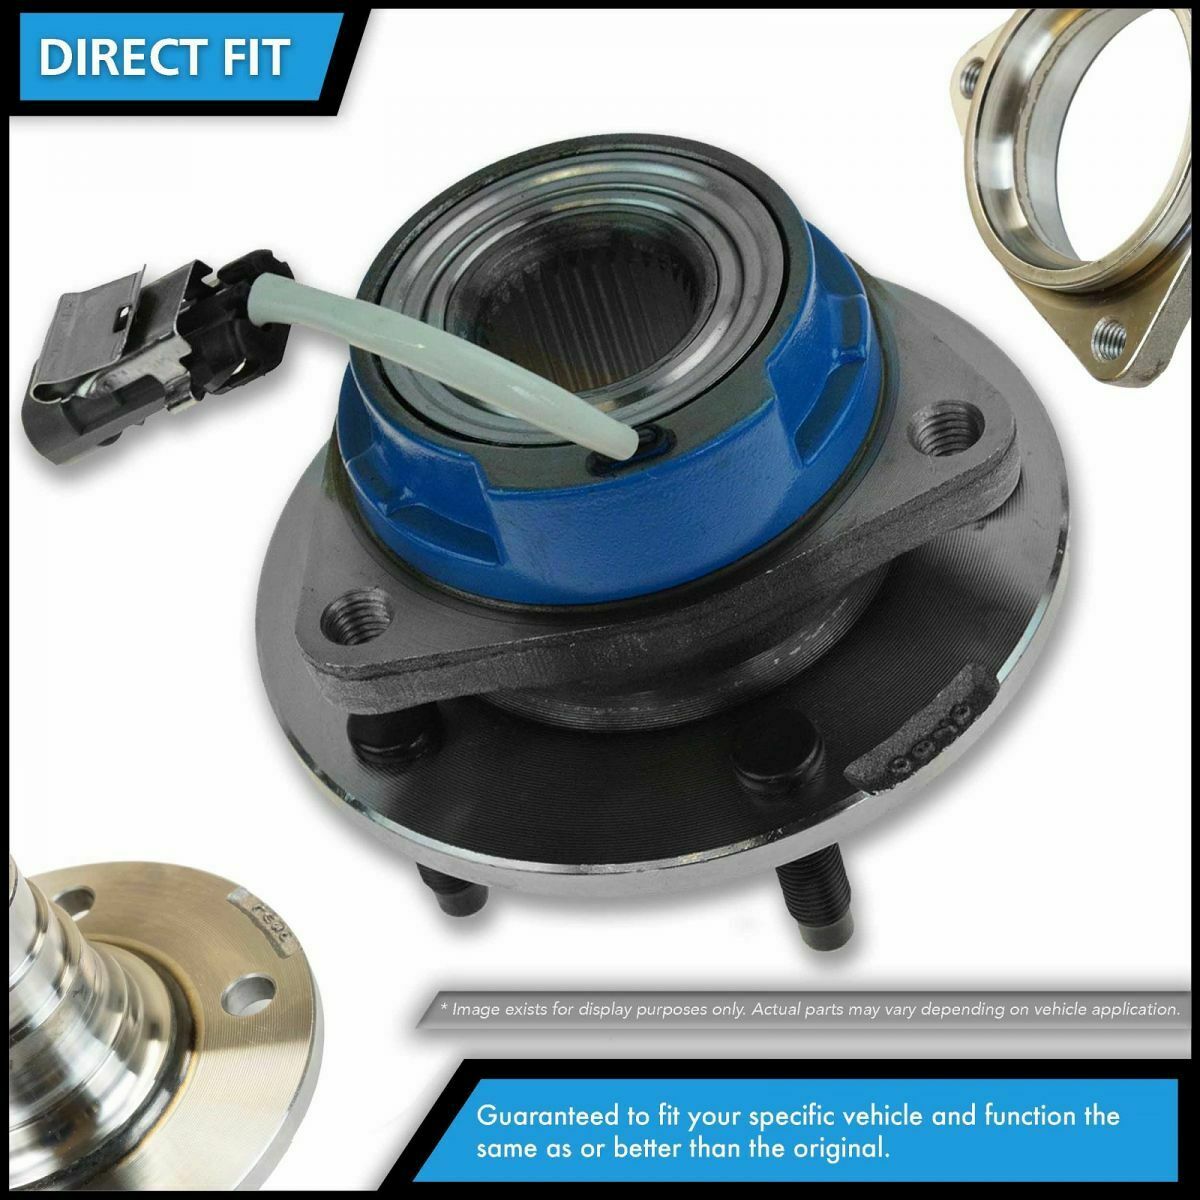 DIRECT FIT
* Image exists for display purposes only. Actual parts may vary depending on vehicle application.
Guaranteed to fit your specific vehicle and function the
same as or better than the original.